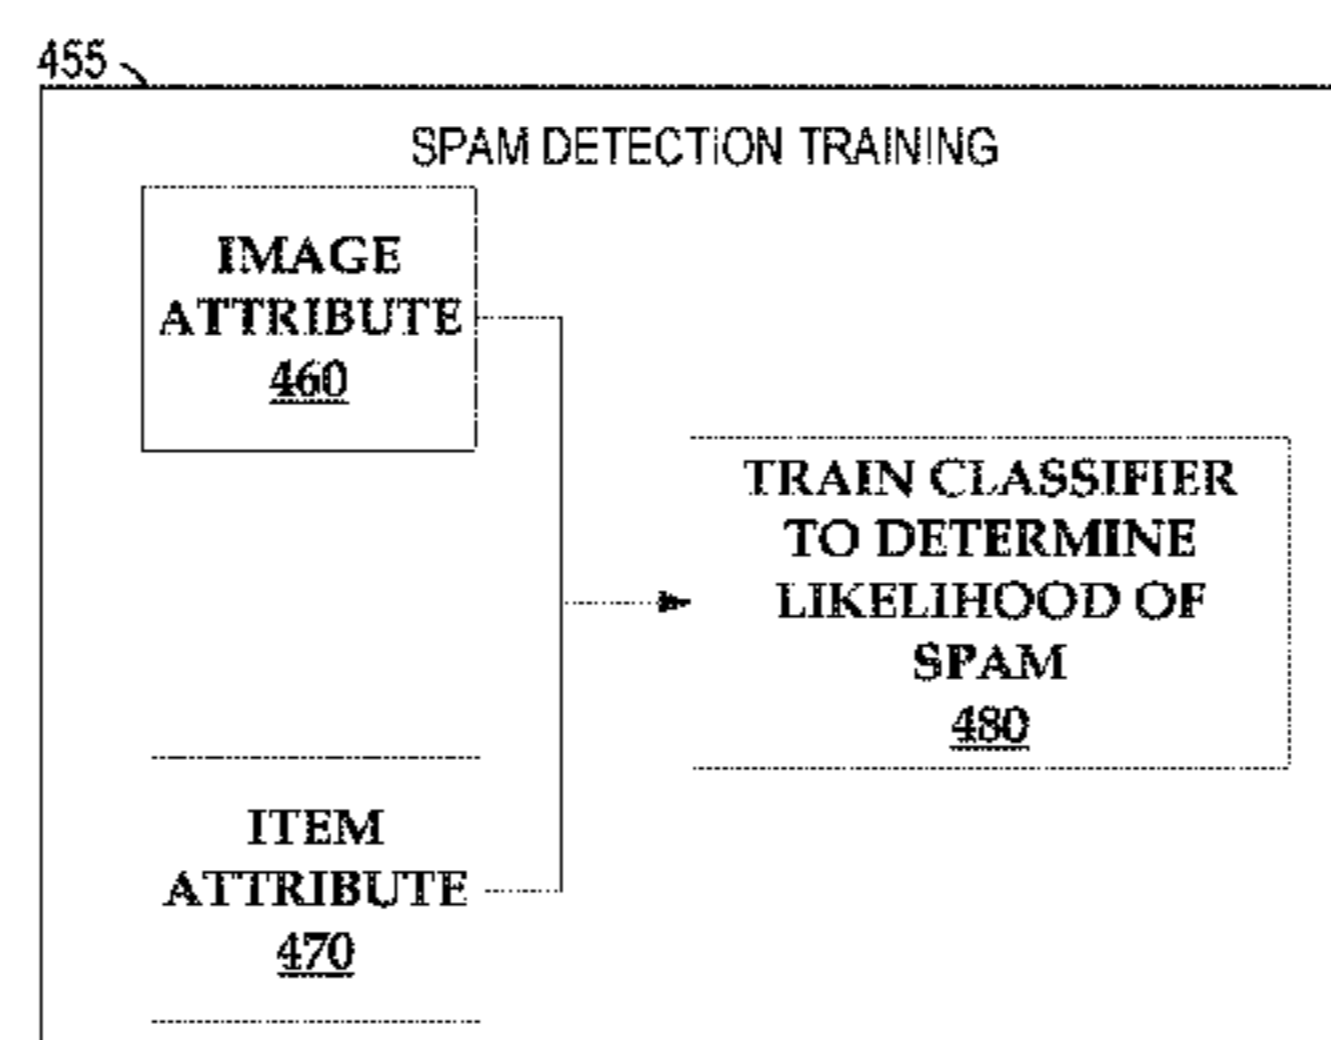 455
SPAM DETECTION TRAINING
IMAGE
ATTRIBUTE
460
TRAIN CLASSIFIER
TO DETERMINE
LIKELIHOOD OF
SPAM
480
ITEM
ATTRIBUTE
470